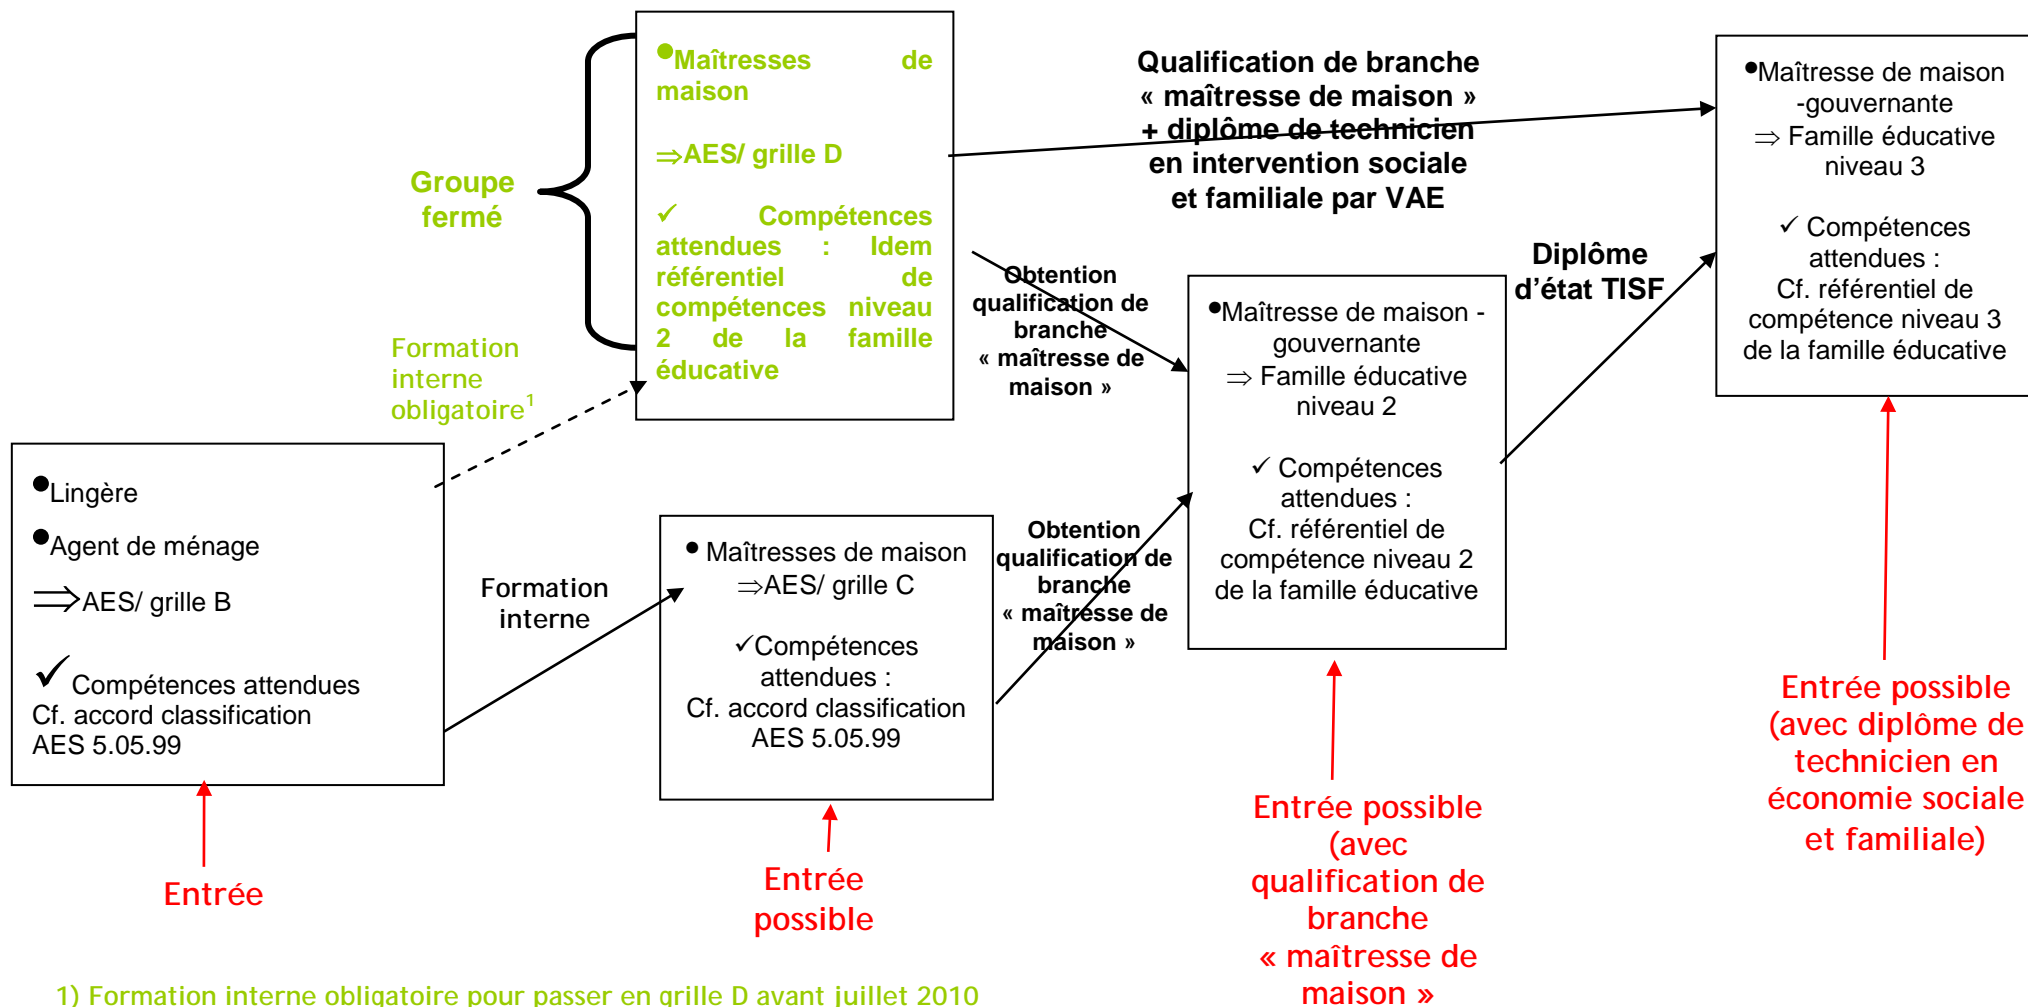 ●Maîtresses de
maison
⇒AES/ grille D
✓ Compétences
attendues : Idem
référentiel de
compétences niveau
2 de la famille
éducative
Groupe
fermé
Qualification de branche
« maîtresse de maison »
+ diplôme de technicien
en intervention sociale
et familiale par VAE
●Maîtresse de maison
-gouvernante
⇒ Famille éducative
niveau 3
✓ Compétences
attendues :
Cf. référentiel de
compétence niveau 3
de la famille éducative
Diplôme
d’état TISF
Obtention
qualification de
branche
« maîtresse de
maison »
●Maîtresse de maison -
gouvernante
⇒ Famille éducative
niveau 2
✓ Compétences
attendues :
Cf. référentiel de
compétence niveau 2
de la famille éducative
Formation
interne
obligatoire¹
●Lingère
●Agent de ménage
⇒AES/ grille B
✓ Compétences attendues
Cf. accord classification
AES 5.05.99
Formation
interne
● Maîtresses de maison
⇒AES/ grille C
✓Compétences
attendues :
Cf. accord classification
AES 5.05.99
Obtention
qualification de
branche
« maîtresse de
maison »
Entrée
Entrée
possible
Entrée possible
(avec
qualification de
branche
« maîtresse de
maison »
Entrée possible
(avec diplôme de
technicien en
économie sociale
et familiale)
1) Formation interne obligatoire pour passer en grille D avant juillet 2010